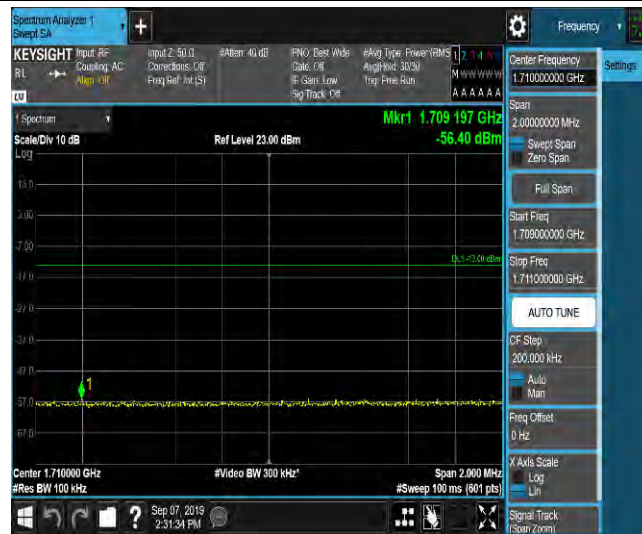 Spectrum Analyzer 1
Swept SA
+
Frequency
KEYSIGHT
Input: RF
Coupling: AC
Align: Off
Input Z: 50 Ω
Corrections: Off
Freq Ref: Int (S)
#Atten: 40 dB
PNO: Best Wide
Gate: Off
IF Gain: Low
Sig Track: Off
#Avg Type: Power (RMS
Avg|Hold: 30/30
Trig: Free Run
RL
LXI
M W W W W W
A A A A A A
1 Spectrum
Scale/Div 10 dB
Ref Level 23.00 dBm
Mkr1 1.709 197 GHz
-56.40 dBm
Log
13.0
3.00
-7.00
DL1 -13.00 dBm
-17.0
-27.0
-37.0
-47.0
1
-57.0
-67.0
Center 1.710000 GHz
#Video BW 300 kHz*
Span 2.000 MHz
#Res BW 100 kHz
#Sweep 100 ms (601 pts)
?
Sep 07, 2019
2:31:34 PM
Center Frequency
1.710000000 GHz
Settings
Span
2.00000000 MHz
Swept Span
Zero Span
Full Span
Start Freq
1.709000000 GHz
Stop Freq
1.711000000 GHz
AUTO TUNE
CF Step
200.000 kHz
Auto
Man
Freq Offset
0 Hz
X Axis Scale
Log
Lin
Signal Track
(Span Zoom)